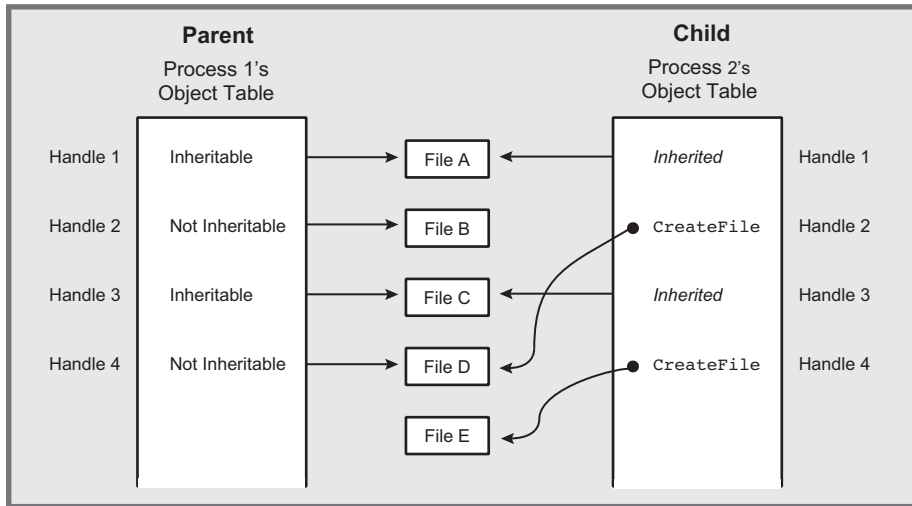 Parent
Process 1's
Object Table
Child
Process 2's
Object Table
Handle 1
Inheritable
File A
Inherited
Handle 1
Handle 2
Not Inheritable
File B
CreateFile
Handle 2
Handle 3
Inheritable
File C
Inherited
Handle 3
Handle 4
Not Inheritable
File D
CreateFile
Handle 4
File E